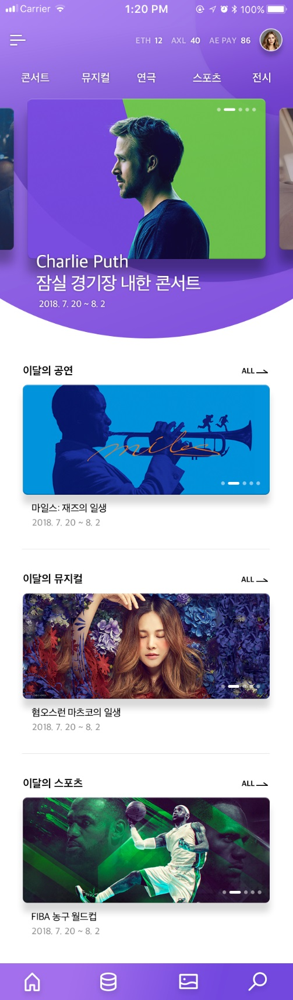 Carrier 1:20 PM 100%
ETH 12 AXL 40 AE PAY 86
콘서트 뮤지컬 연극 스포츠 전시
Charlie Puth
잠실 경기장 내한 콘서트
2018. 7. 20 ~ 8. 2
이달의 공연 ALL
miles
마일스: 재즈의 일생
2018. 7. 20 ~ 8. 2
이달의 뮤지컬 ALL
혐오스런 마츠코의 일생
2018. 7. 20 ~ 8. 2
이달의 스포츠 ALL
FIBA 농구 월드컵
2018. 7. 20 ~ 8. 2